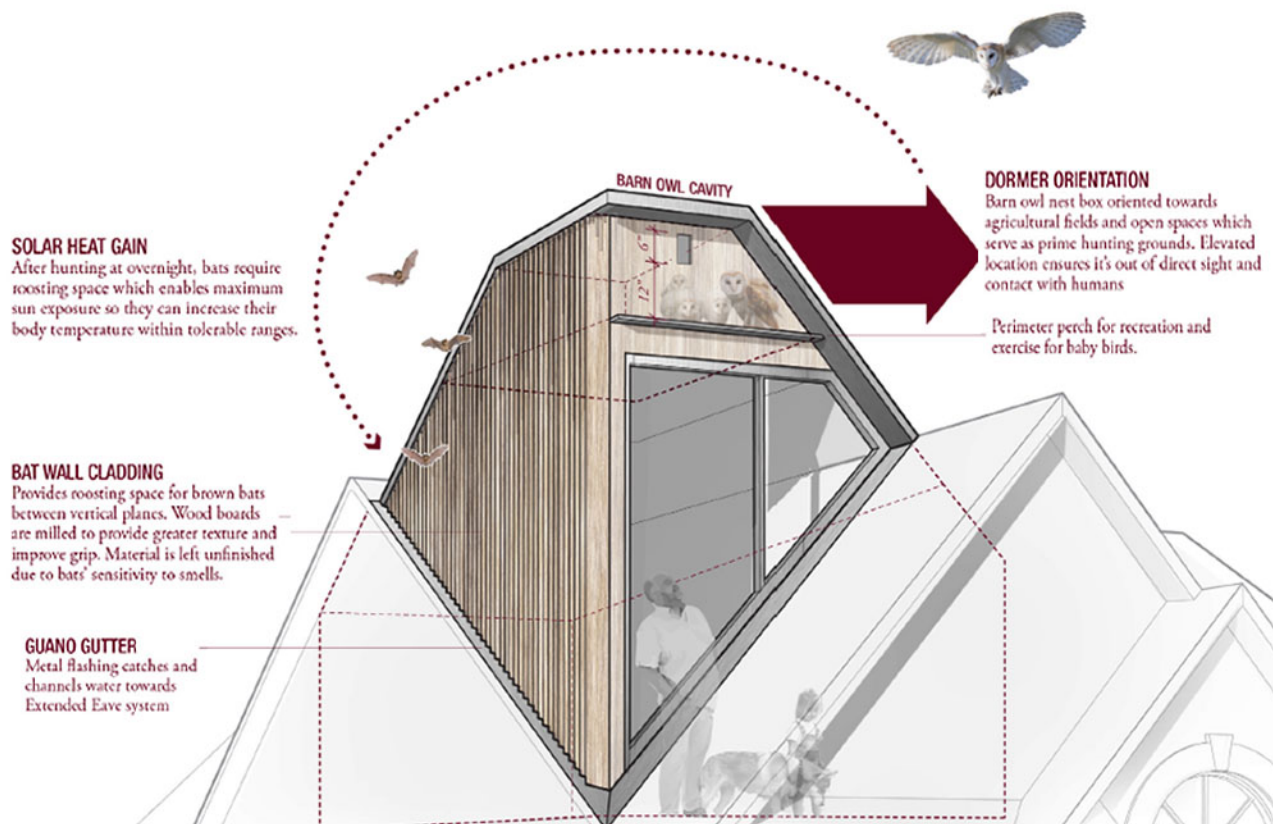 BARN OWL CAVITY
6"
12"
SOLAR HEAT GAIN
After hunting at overnight, bats require
roosting space which enables maximum
sun exposure so they can increase their
body temperature within tolerable ranges.
BAT WALL CLADDING
Provides roosting space for brown bats
between vertical planes. Wood boards
are milled to provide greater texture and
improve grip. Material is left unfinished
due to bats' sensitivity to smells.
GUANO GUTTER
Metal flashing catches and
channels water towards
Extended Eave system
DORMER ORIENTATION
Barn owl nest box oriented towards
agricultural fields and open spaces which
serve as prime hunting grounds. Elevated
location ensures it's out of direct sight and
contact with humans
Perimeter perch for recreation and
exercise for baby birds.